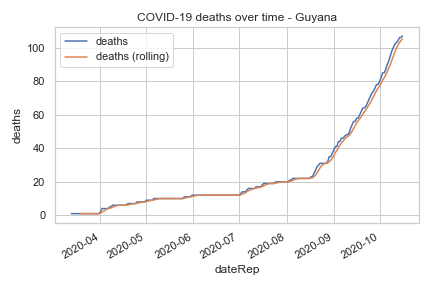 COVID-19 deaths over time - Guyana
deaths
deaths (rolling)
deaths
100
80
60
40
20
0
2020-04
2020-05
2020-06
2020-07
2020-08
2020-09
2020-10
dateRep